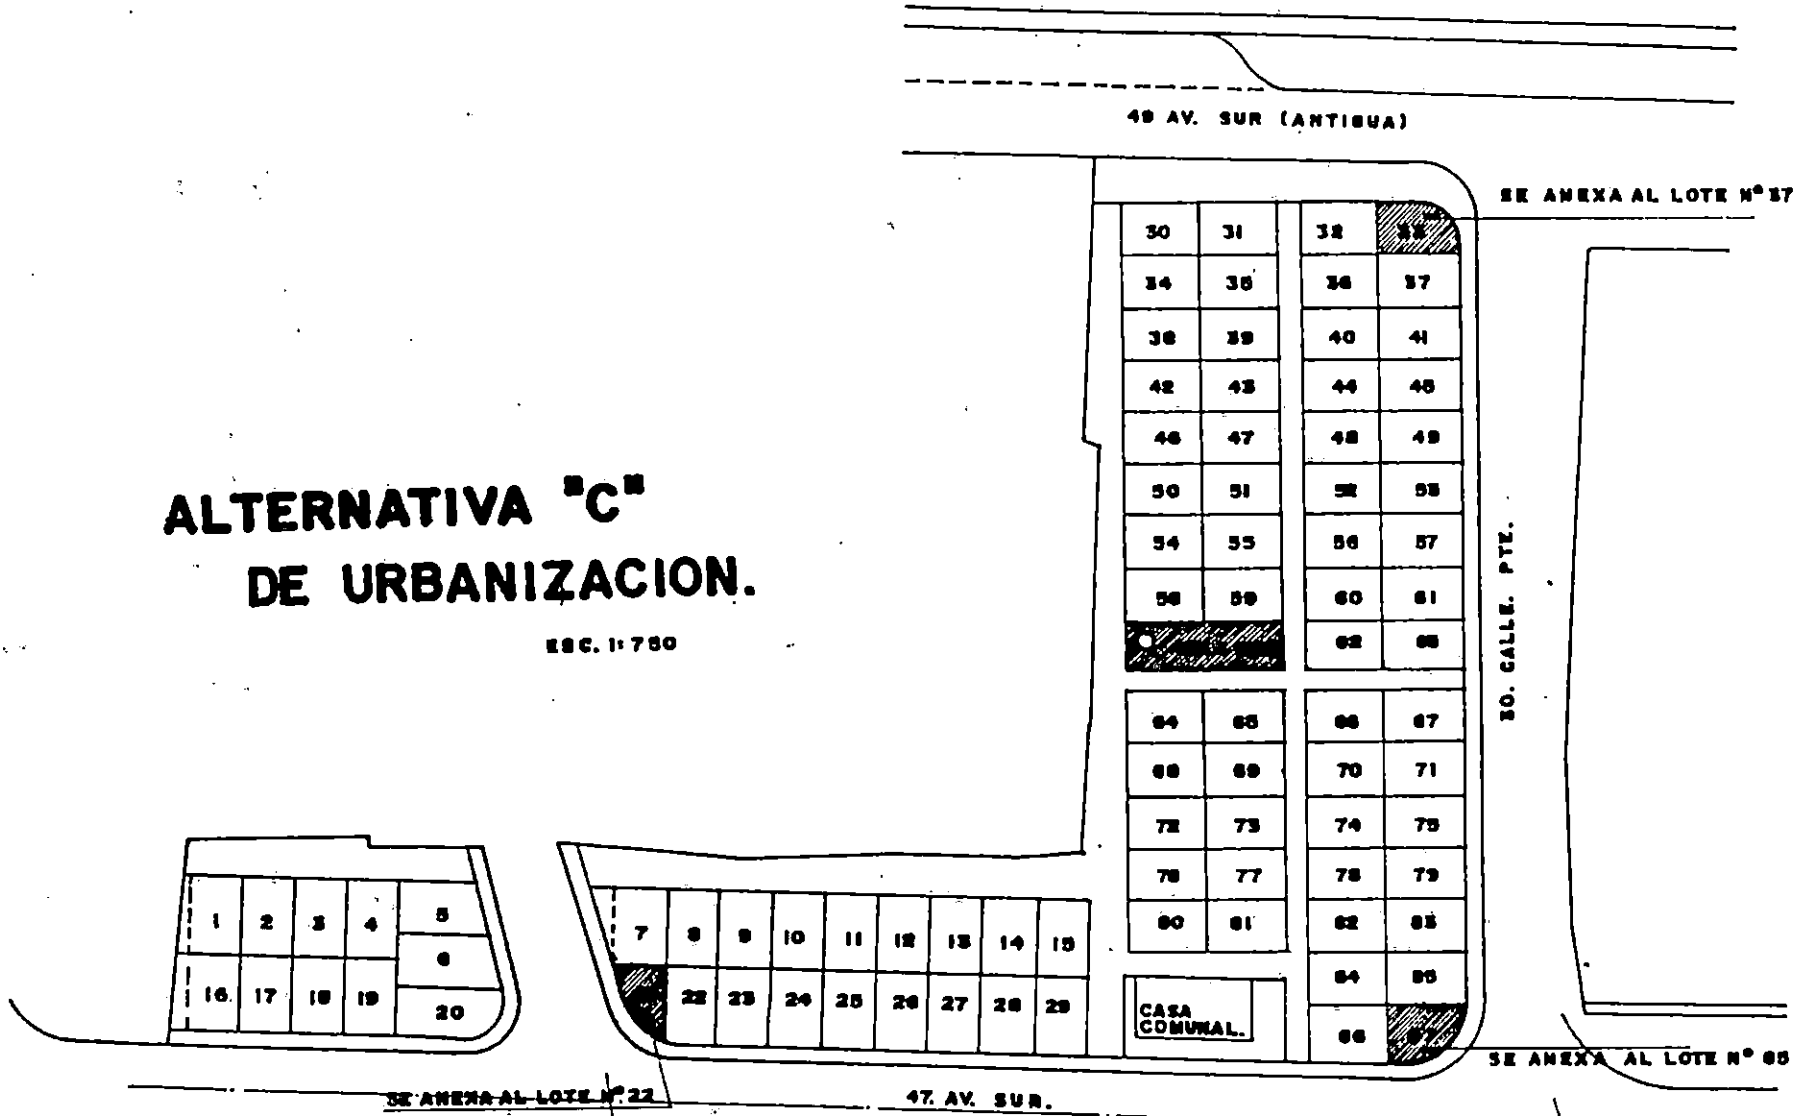 49 AV. SUR (ANTIGUA)
SE ANEXA AL LOTE Nº 37
30 31 32 33
34 35 36 37
38 39 40 41
42 43 44 45
46 47 48 49
ALTERNATIVA "C"
50 51 52 53
54 55 56 57
DE URBANIZACION.
58 59 60 61
ESC. 1:750
62 63
30. CALLE. PTE.
64 65 66 67
68 69 70 71
72 73 74 75
76 77 78 79
80 81 82 83
1 2 3 4 5
6
7 8 9 10 11 12 13 14 15
84 85
16 17 18 19 20
22 23 24 25 26 27 28 29
CASA
COMUNAL.
86
SE ANEXA AL LOTE Nº 85
SE ANEXA AL LOTE Nº 22
47. AV. SUR.